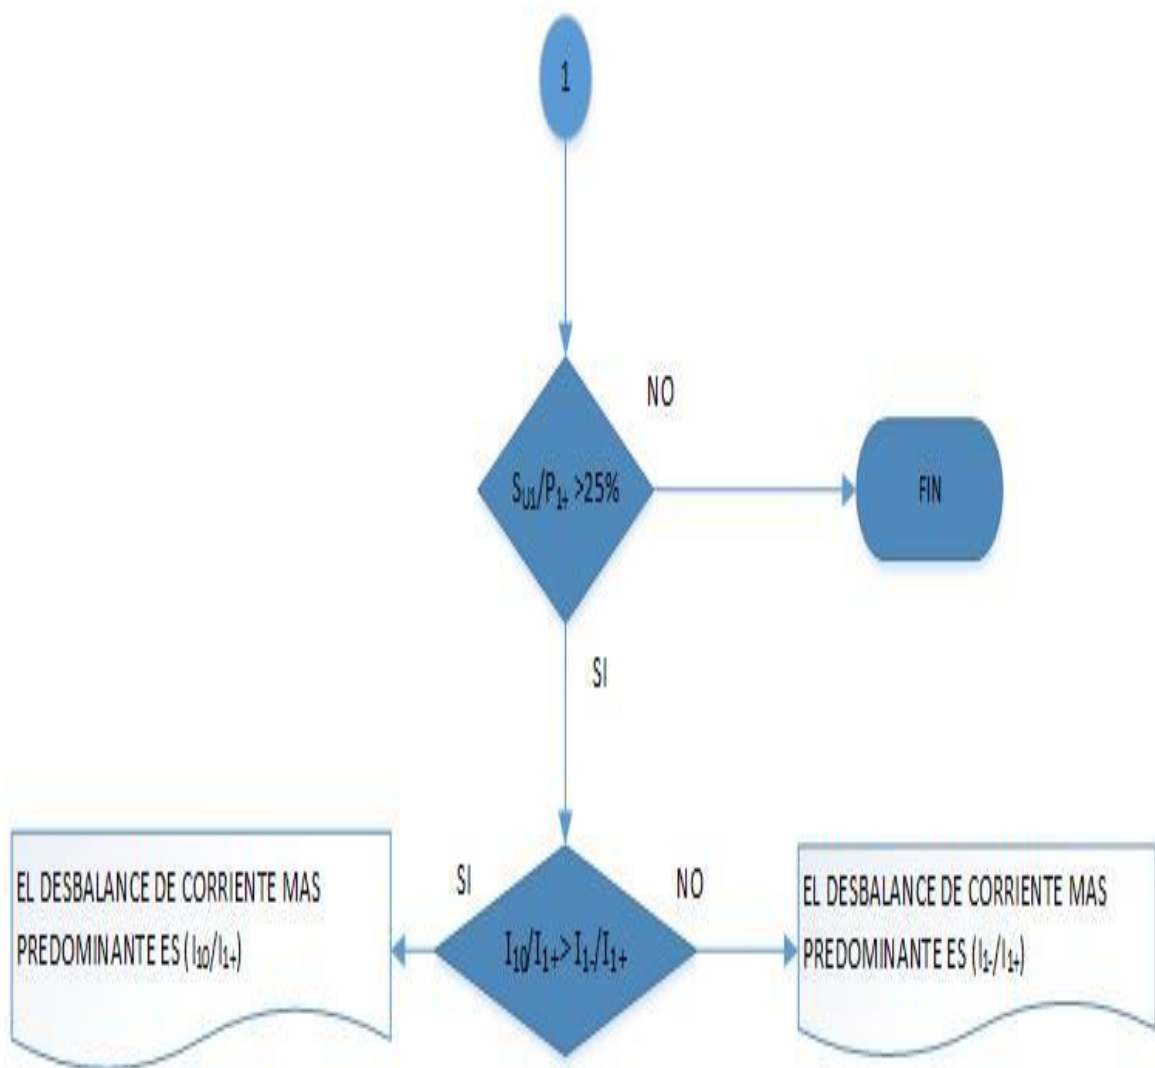 1
NO
S_U1/P_1+ >25%
FIN
SI
SI
NO
EL DESBALANCE DE CORRIENTE MAS
PREDOMINANTE ES (I_10/I_1+)
I_10/I_1+>I_1-/I_1+
EL DESBALANCE DE CORRIENTE MAS
PREDOMINANTE ES (I_1-/I_1+)